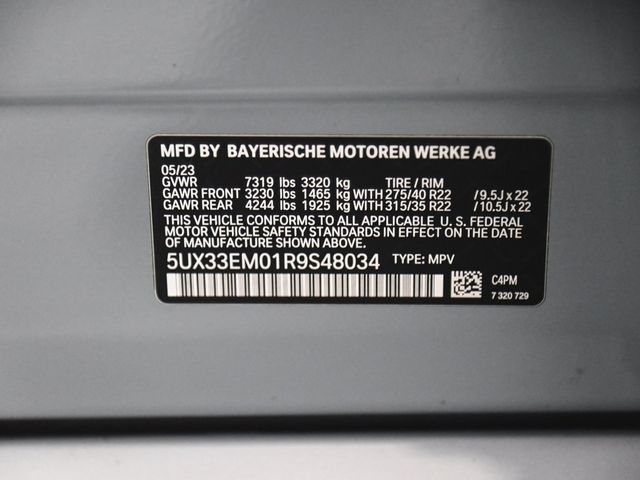 MFD BY BAYERISCHE MOTOREN WERKE AG
05/23
GVWR 7319 lbs 3320 kg TIRE / RIM
GAWR FRONT 3230 lbs 1465 kg WITH 275/40 R22 / 9.5J x 22
GAWR REAR 4244 lbs 1925 kg WITH 315/35 R22 / 10.5J x 22
THIS VEHICLE CONFORMS TO ALL APPLICABLE U. S. FEDERAL
MOTOR VEHICLE SAFETY STANDARDS IN EFFECT ON THE DATE
OF MANUFACTURE SHOWN ABOVE.
5UX33EM01R9S48034 TYPE: MPV
C4PM
7 320 729